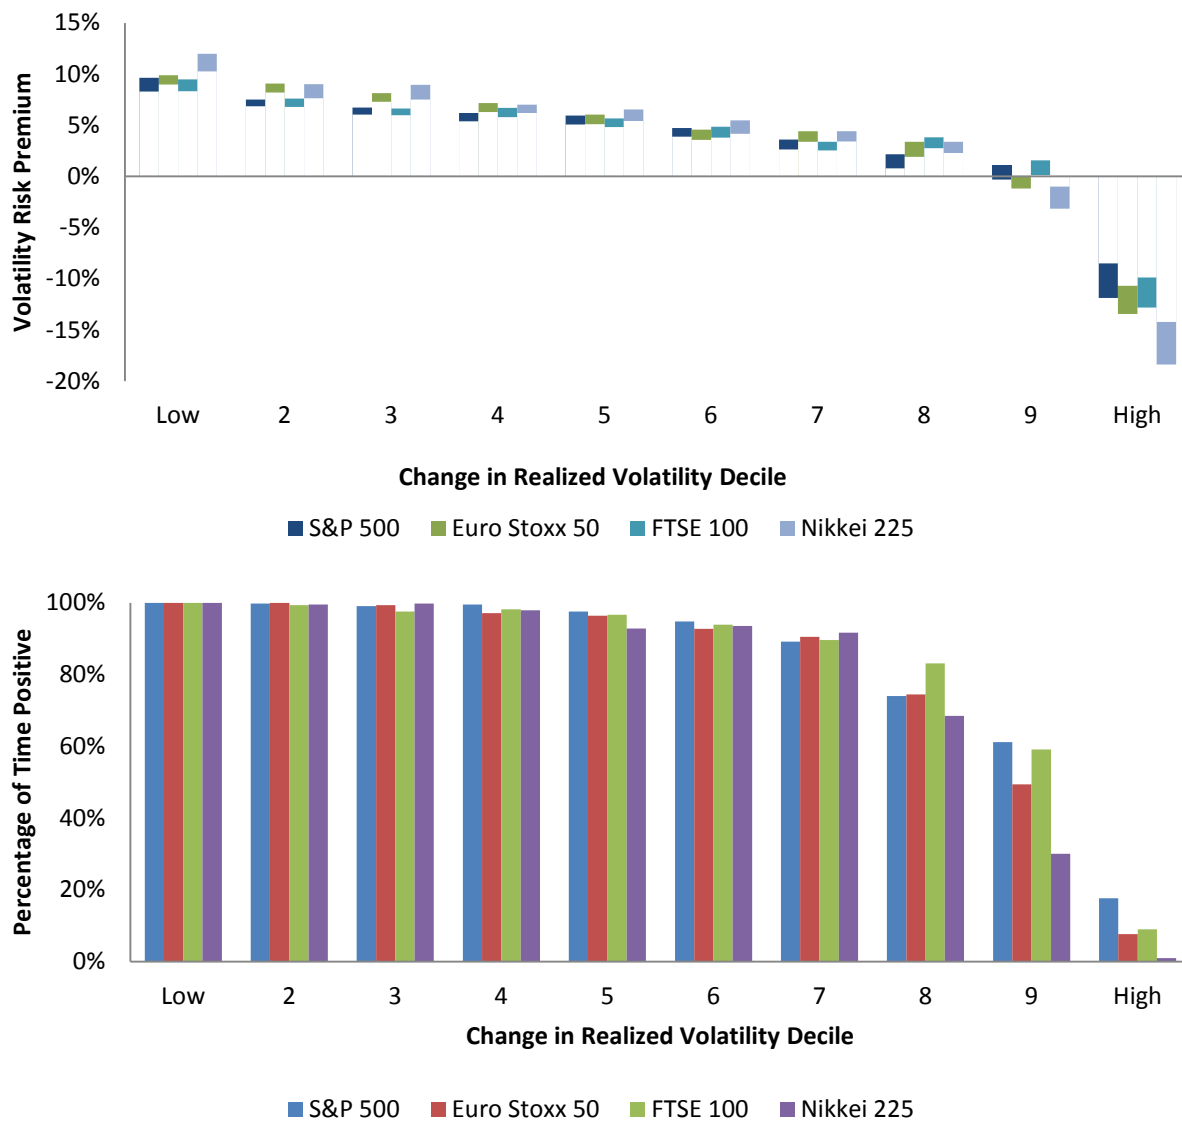 15%
10%
5%
0%
-5%
-10%
-15%
-20%
Volatility Risk Premium
Low 2 3 4 5 6 7 8 9 High
Change in Realized Volatility Decile
S&P 500 Euro Stoxx 50 FTSE 100 Nikkei 225
100%
80%
60%
40%
20%
0%
Percentage of Time Positive
Low 2 3 4 5 6 7 8 9 High
Change in Realized Volatility Decile
S&P 500 Euro Stoxx 50 FTSE 100 Nikkei 225